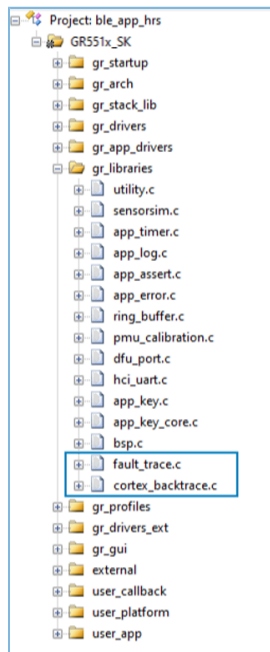 Project: ble_app_hrs
GR551x_SK
gr_startup
gr_arch
gr_stack_lib
gr_drivers
gr_app_drivers
gr_libraries
utility.c
sensorsim.c
app_timer.c
app_log.c
app_assert.c
app_error.c
ring_buffer.c
pmu_calibration.c
dfu_port.c
hci_uart.c
app_key.c
app_key_core.c
bsp.c
fault_trace.c
cortex_backtrace.c
gr_profiles
gr_drivers_ext
gr_gui
external
user_callback
user_platform
user_app